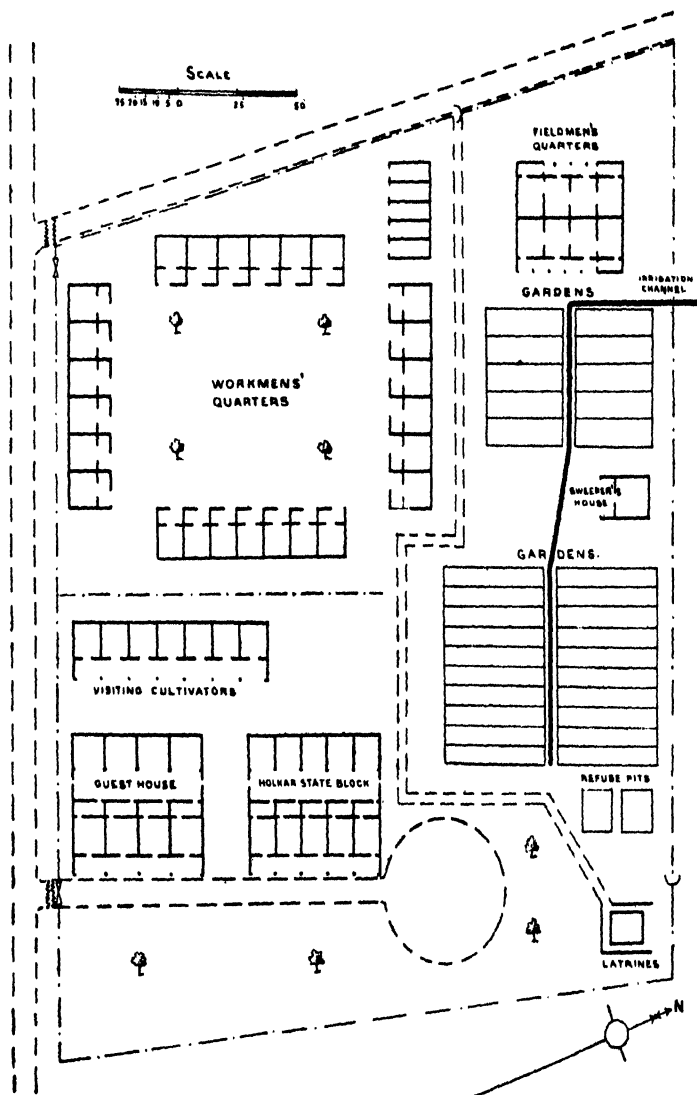 SCALE
25 20 15 10 5 0 25 50
FIELDMEN'S
QUARTERS
IRRIGATION
CHANNEL
GARDENS
WORKMENS'
QUARTERS
SWEEPER'S
HOUSE
GARDENS.
VISITING CULTIVATORS
GUEST HOUSE
HOLKAR STATE BLOCK
REFUSE PITS
LATRINES
N